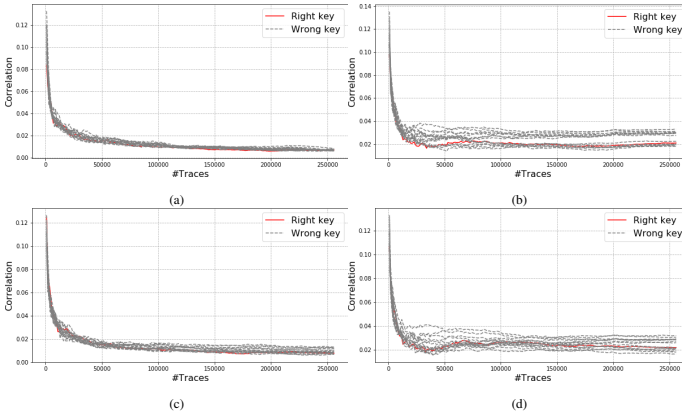 0.12
0.10
0.08
0.06
0.04
0.02
0.00
Correlation
Right key
Wrong key
0
50000
100000
150000
200000
250000
#Traces
(a)
0.14
0.12
0.10
0.08
0.06
0.04
0.02
Correlation
Right key
Wrong key
0
50000
100000
150000
200000
250000
#Traces
(b)
0.12
0.10
0.08
0.06
0.04
0.02
0.00
Correlation
Right key
Wrong key
0
50000
100000
150000
200000
250000
#Traces
(c)
0.12
0.10
0.08
0.06
0.04
0.02
Correlation
Right key
Wrong key
0
50000
100000
150000
200000
250000
#Traces
(d)